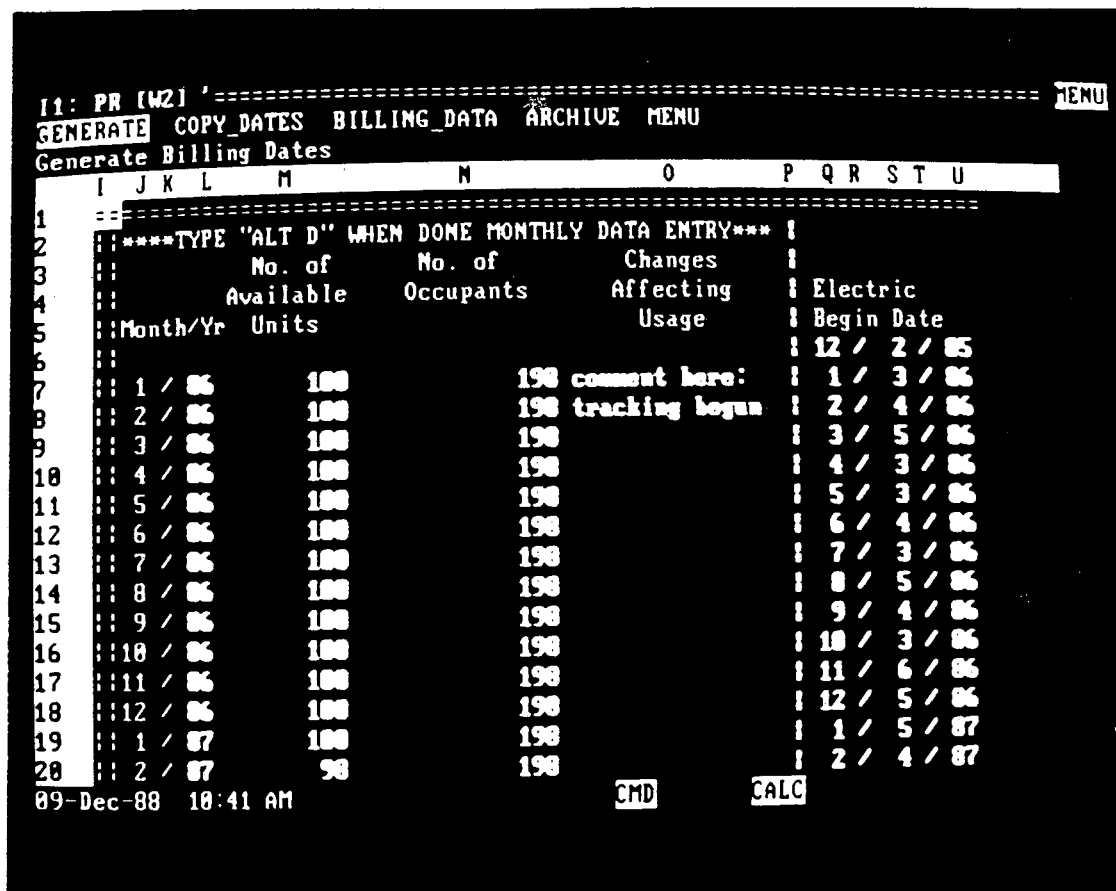 I1: PR [W2] '================================================================== MENU
GENERATE COPY_DATES BILLING_DATA ARCHIVE MENU
Generate Billing Dates
I J K L M N O P Q R S T U
1 ==================================================================
2 ¦¦****TYPE "ALT D" WHEN DONE MONTHLY DATA ENTRY*** ¦
3 ¦¦ No. of No. of Changes ¦
4 ¦¦ Available Occupants Affecting ¦ Electric
5 ¦¦Month/Yr Units Usage ¦ Begin Date
6 ¦¦ ¦ 12 / 2 / 85
7 ¦¦ 1 / 86 100 198 comment here: ¦ 1 / 3 / 86
8 ¦¦ 2 / 86 100 198 tracking begun ¦ 2 / 4 / 86
9 ¦¦ 3 / 86 100 198 ¦ 3 / 5 / 86
10 ¦¦ 4 / 86 100 198 ¦ 4 / 3 / 86
11 ¦¦ 5 / 86 100 198 ¦ 5 / 3 / 86
12 ¦¦ 6 / 86 100 198 ¦ 6 / 4 / 86
13 ¦¦ 7 / 86 100 198 ¦ 7 / 3 / 86
14 ¦¦ 8 / 86 100 198 ¦ 8 / 5 / 86
15 ¦¦ 9 / 86 100 198 ¦ 9 / 4 / 86
16 ¦¦10 / 86 100 198 ¦ 10 / 3 / 86
17 ¦¦11 / 86 100 198 ¦ 11 / 6 / 86
18 ¦¦12 / 86 100 198 ¦ 12 / 5 / 86
19 ¦¦ 1 / 87 100 198 ¦ 1 / 5 / 87
20 ¦¦ 2 / 87 98 198 ¦ 2 / 4 / 87
09-Dec-88 10:41 AM CMD CALC